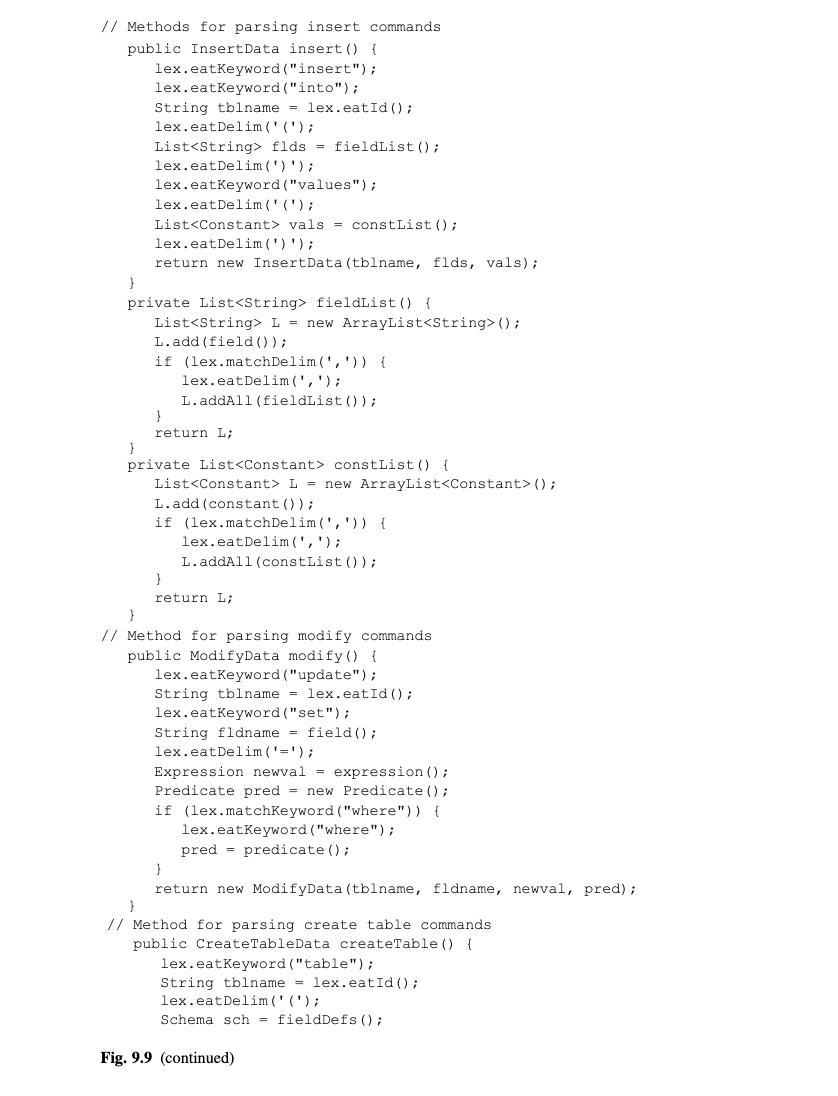 // Methods for parsing insert commands
   public InsertData insert() {
      lex.eatKeyword("insert");
      lex.eatKeyword("into");
      String tblname = lex.eatId();
      lex.eatDelim('(');
      List<String> flds = fieldList();
      lex.eatDelim(')');
      lex.eatKeyword("values");
      lex.eatDelim('(');
      List<Constant> vals = constList();
      lex.eatDelim(')');
      return new InsertData(tblname, flds, vals);
   }
   private List<String> fieldList() {
      List<String> L = new ArrayList<String>();
      L.add(field());
      if (lex.matchDelim(',')) {
         lex.eatDelim(',');
         L.addAll(fieldList());
      }
      return L;
   }
   private List<Constant> constList() {
      List<Constant> L = new ArrayList<Constant>();
      L.add(constant());
      if (lex.matchDelim(',')) {
         lex.eatDelim(',');
         L.addAll(constList());
      }
      return L;
   }
// Method for parsing modify commands
   public ModifyData modify() {
      lex.eatKeyword("update");
      String tblname = lex.eatId();
      lex.eatKeyword("set");
      String fldname = field();
      lex.eatDelim('=');
      Expression newval = expression();
      Predicate pred = new Predicate();
      if (lex.matchKeyword("where")) {
         lex.eatKeyword("where");
         pred = predicate();
      }
      return new ModifyData(tblname, fldname, newval, pred);
   }
// Method for parsing create table commands
   public CreateTableData createTable() {
      lex.eatKeyword("table");
      String tblname = lex.eatId();
      lex.eatDelim('(');
      Schema sch = fieldDefs();
Fig. 9.9 (continued)